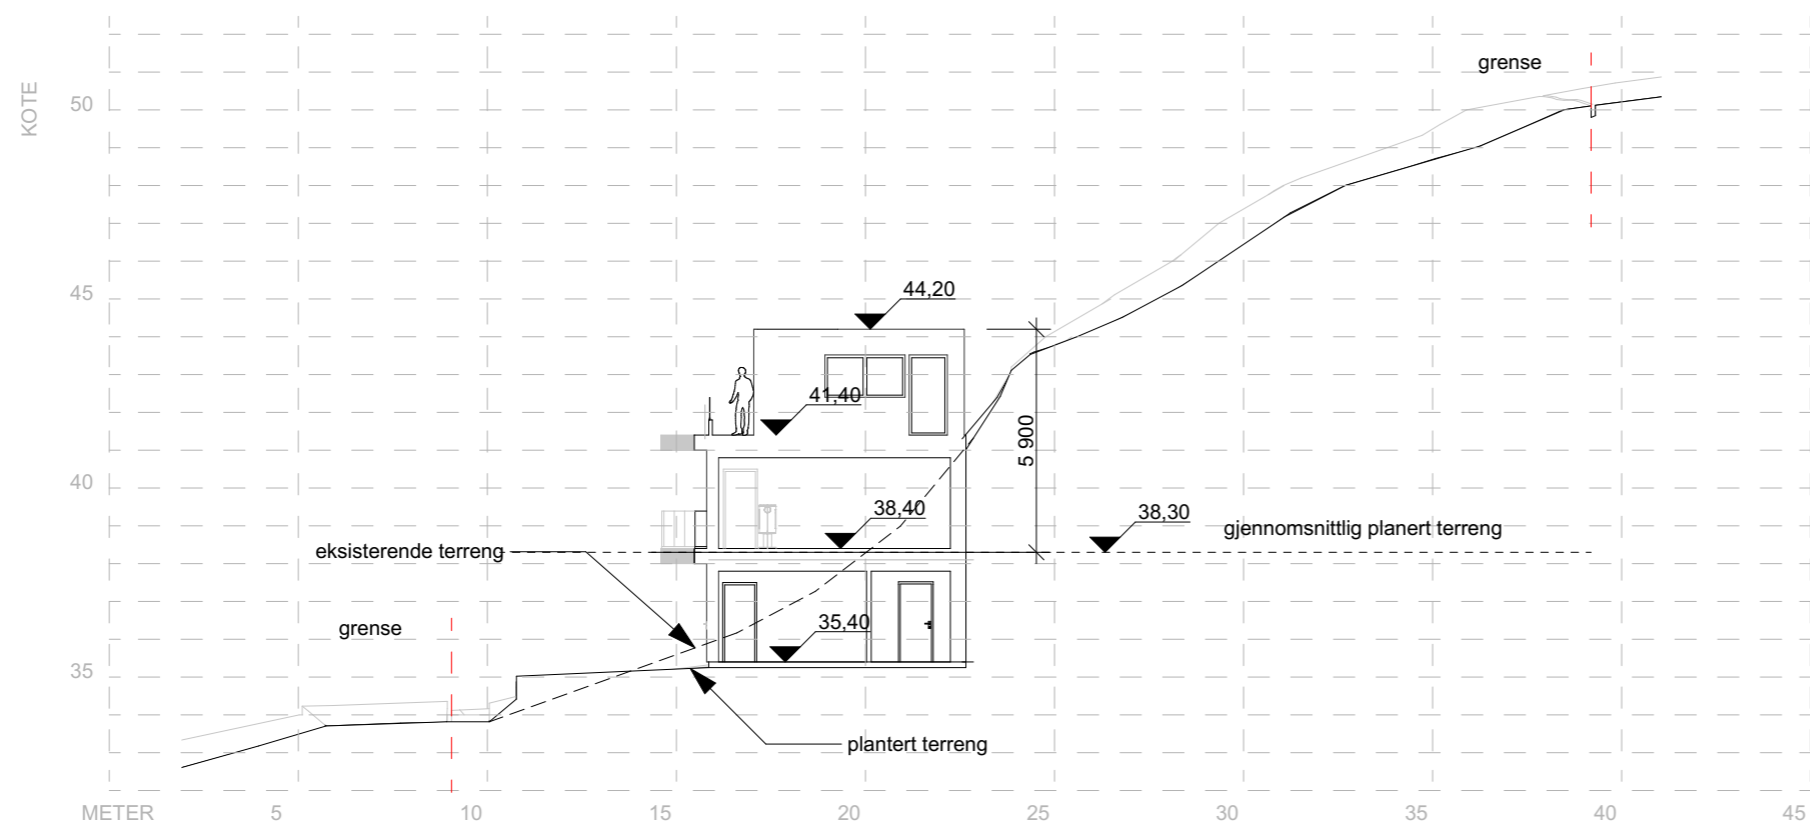 grense
KOTE
50
45
44,20
41,40
5 900
40
38,40
38,30
gjennomsnittlig planert terreng
eksisterende terreng
grense
35,40
35
plantert terreng
METER 5 10 15 20 25 30 35 40 45